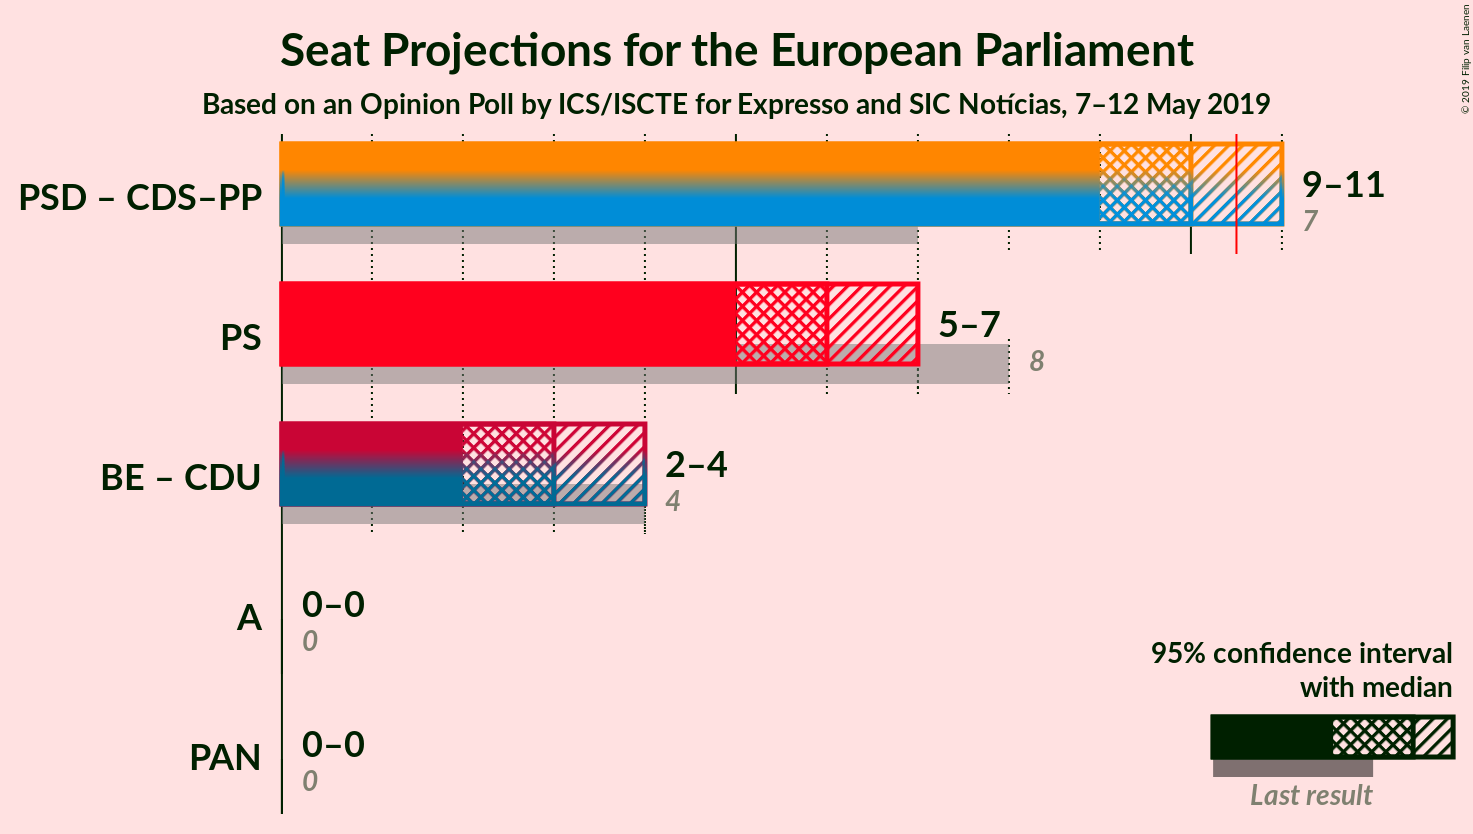 Seat Projections for the European Parliament
Based on an Opinion Poll by ICS/ISCTE for Expresso and SIC Notícias, 7–12 May 2019
© 2019 Filip van Laenen
PSD – CDS–PP
9–11
7
PS
5–7
8
BE – CDU
2–4
4
A
0–0
0
PAN
0–0
0
95% confidence interval
with median
Last result